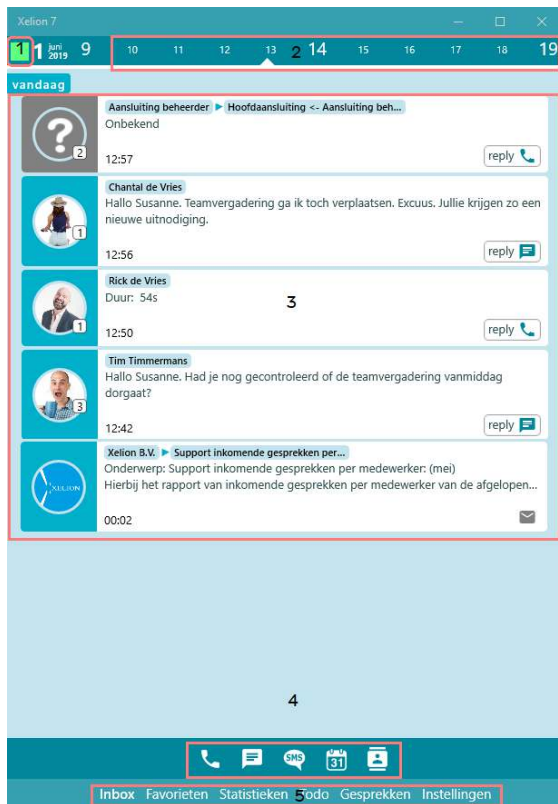 Xelion 7
1 1 juni 2019 9 10 11 12 13 2 14 15 16 17 18 19
vandaag
Aansluiting beheerder Hoofdaansluiting <- Aansluiting beh...
Onbekend
2
12:57 reply
Chantal de Vries
Hallo Susanne. Teamvergadering ga ik toch verplaatsen. Excuus. Jullie krijgen zo een
nieuwe uitnodiging.
1
12:56 reply
Rick de Vries
Duur: 54s
3
1
12:50 reply
Tim Timmermans
Hallo Susanne. Had je nog gecontroleerd of de teamvergadering vanmiddag
dorgaat?
3
12:42 reply
Xelion B.V. Support inkomende gesprekken per...
Onderwerp: Support inkomende gesprekken per medewerker: (mei)
Hierbij het rapport van inkomende gesprekken per medewerker van de afgelopen...
XELION
00:02
4
SMS 31
Inbox Favorieten Statistieken 5 Todo Gesprekken Instellingen